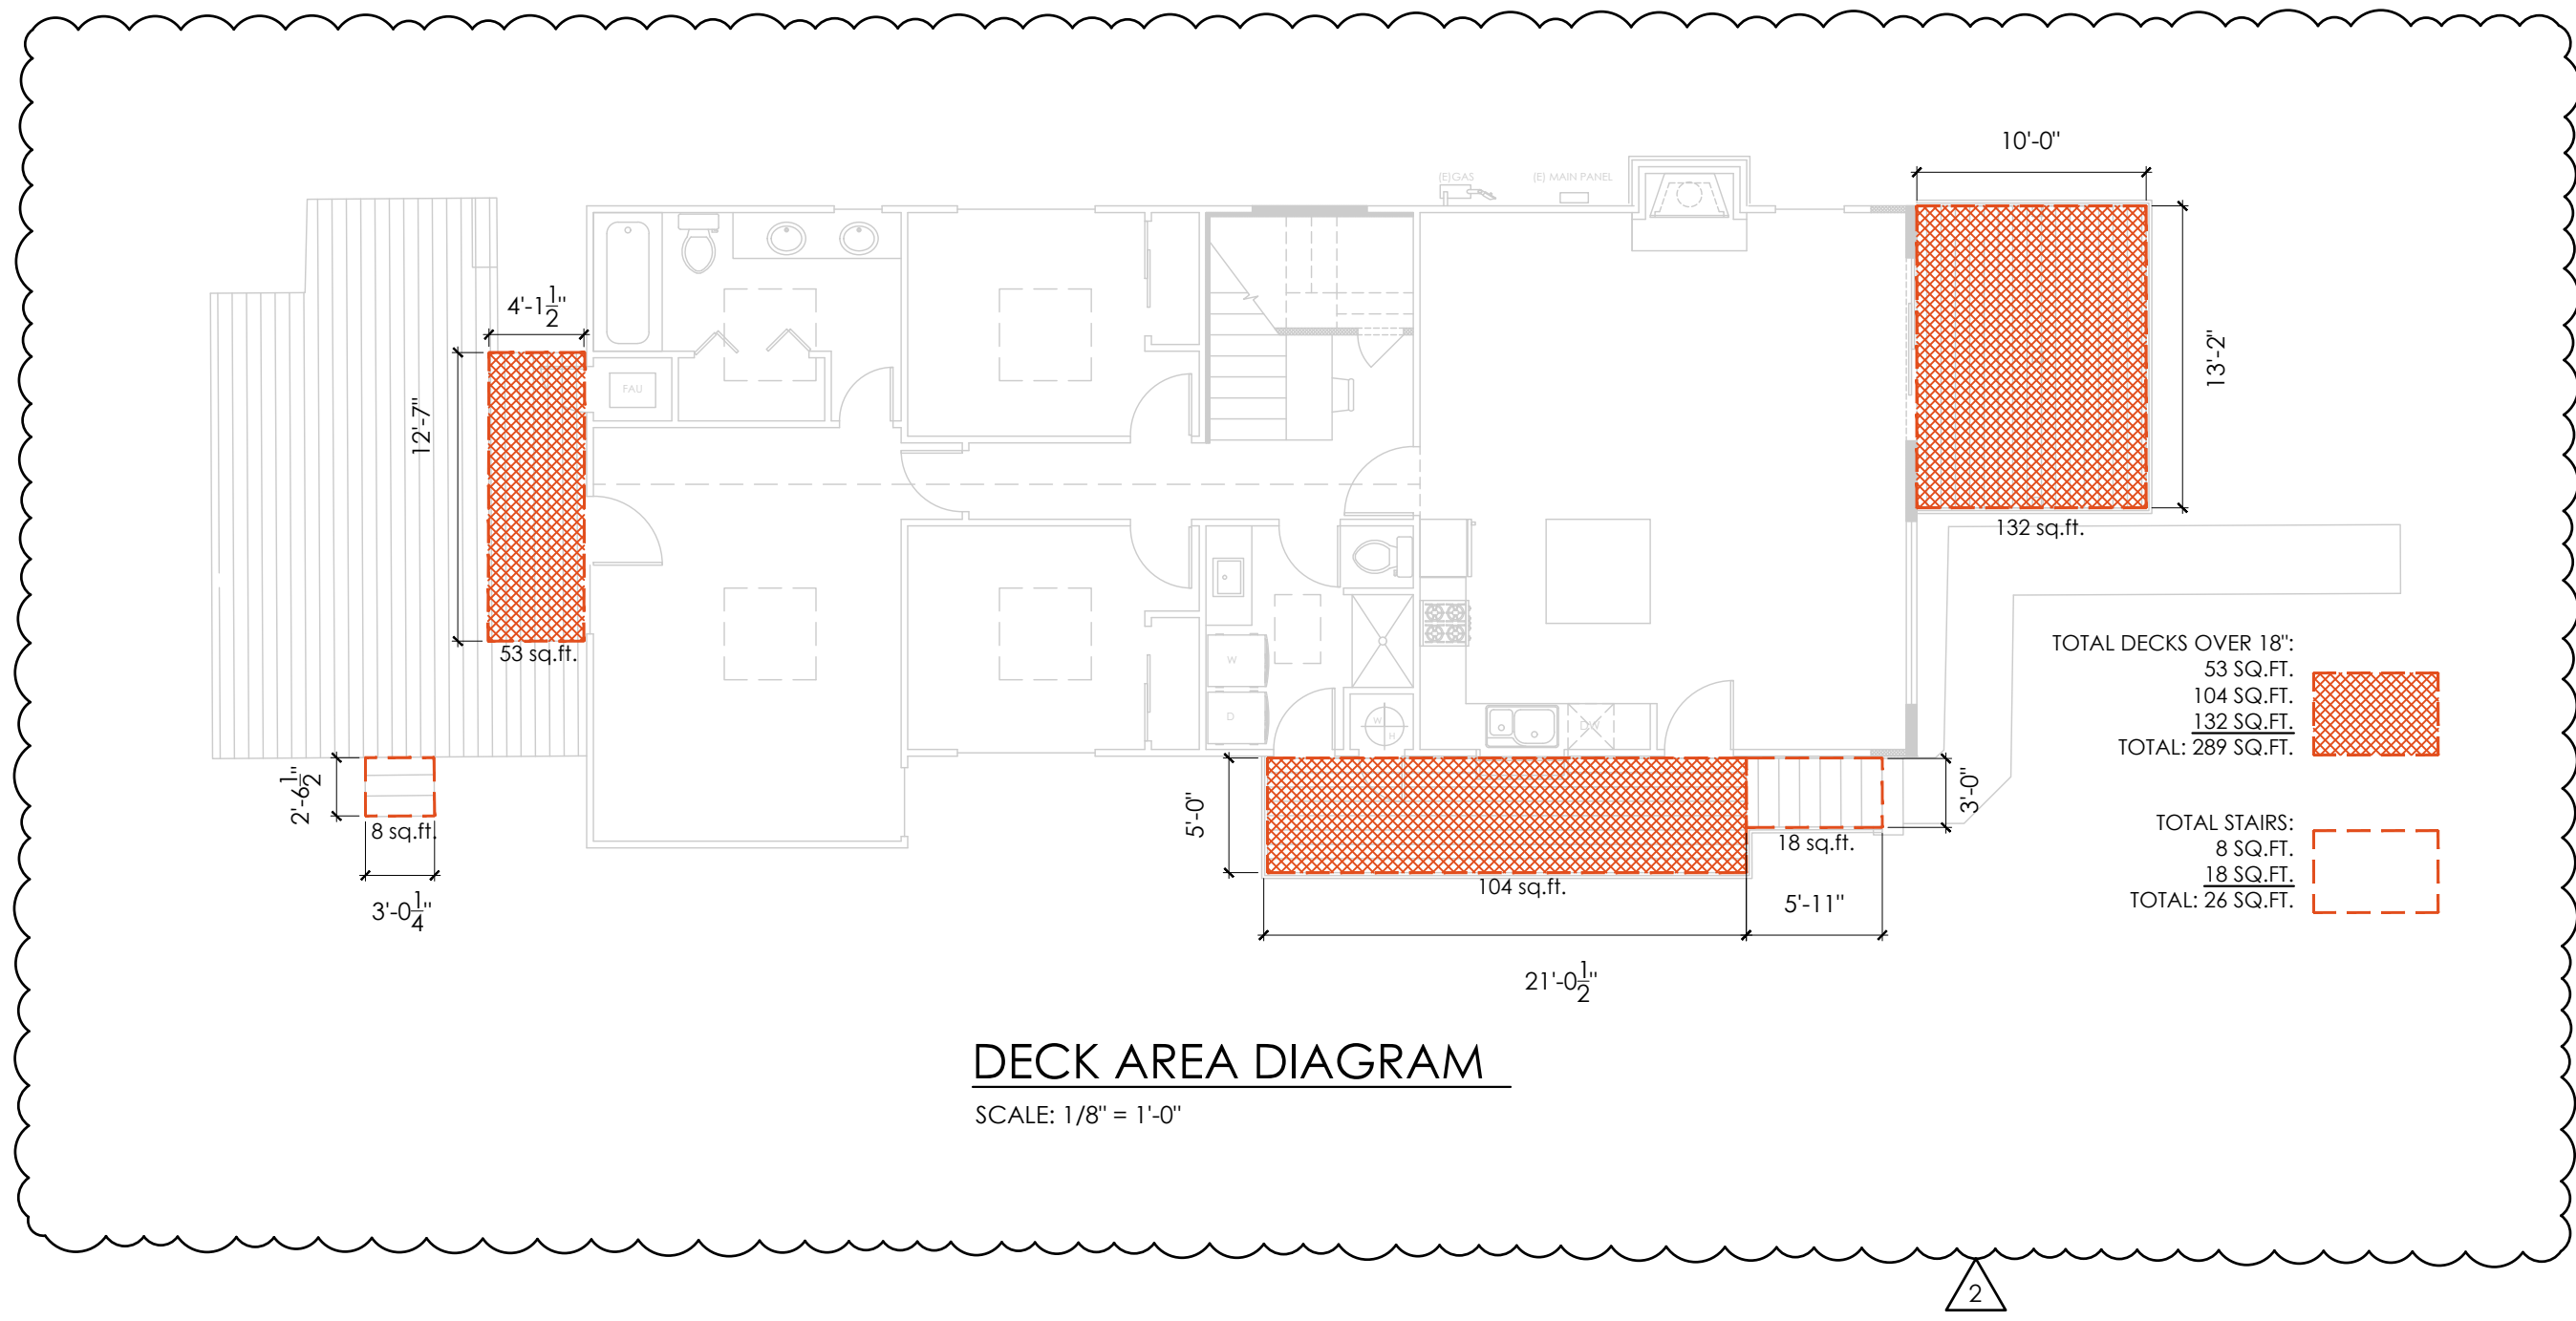 10'-0"
(E)GAS
(E) MAIN PANEL
4'-1 1/2"
13'-2"
FAU
12'-7"
132 sq.ft.
53 sq.ft.
TOTAL DECKS OVER 18":
53 SQ.FT.
104 SQ.FT.
132 SQ.FT.
TOTAL: 289 SQ.FT.
W
D
W
H
DW
2'-6 1/2"
8 sq.ft.
3'-0 1/4"
5'-0"
3'-0"
18 sq.ft.
104 sq.ft.
5'-11"
21'-0 1/2"
TOTAL STAIRS:
8 SQ.FT.
18 SQ.FT.
TOTAL: 26 SQ.FT.
DECK AREA DIAGRAM
SCALE: 1/8" = 1'-0"
2